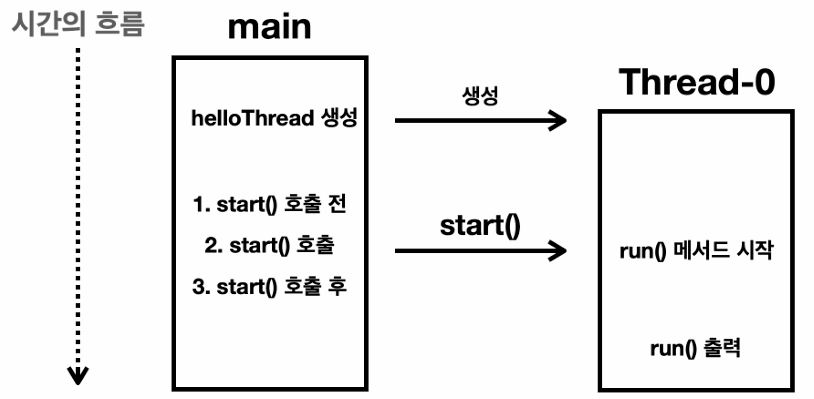 시간의 흐름
main
helloThread 생성
1. start() 호출 전
2. start() 호출
3. start() 호출 후
생성
start()
Thread-0
run() 메서드 시작
run() 출력